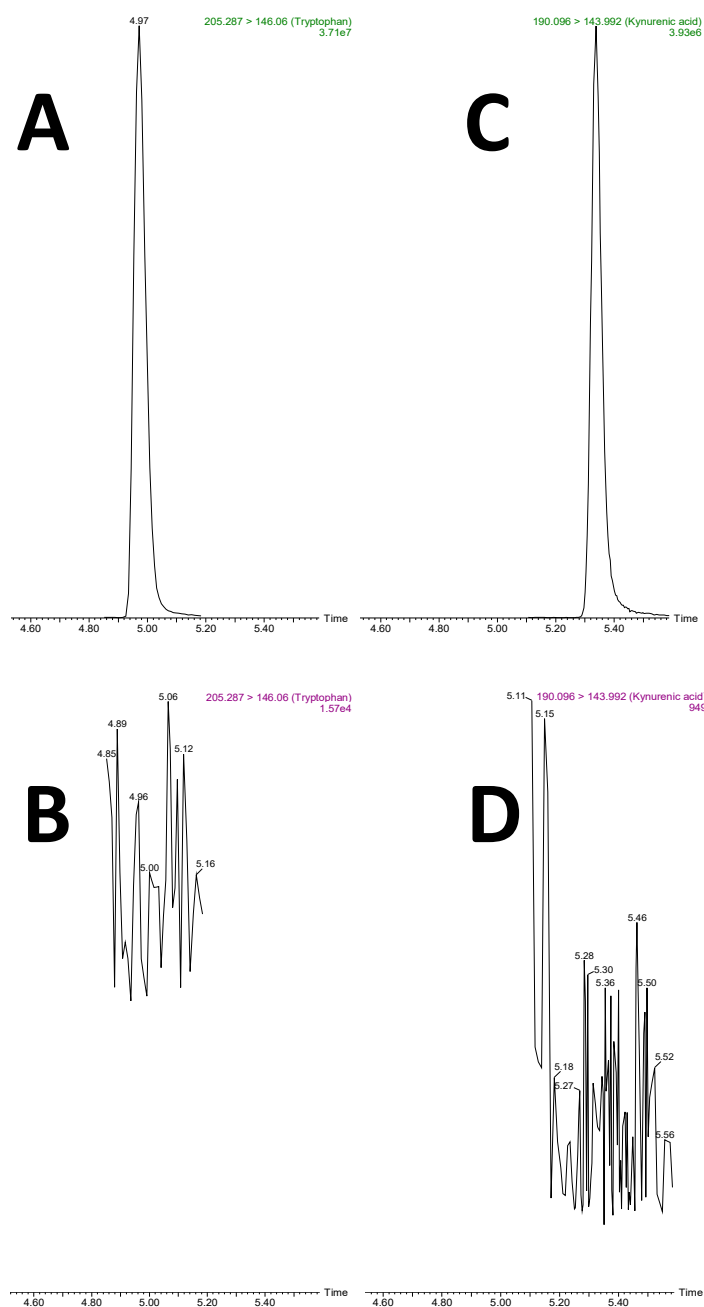 4.97
205.287 > 146.06 (Tryptophan)
3.71e7
A
4.60 4.80 5.00 5.20 5.40 Time
190.096 > 143.992 (Kynurenic acid)
3.93e6
C
4.60 4.80 5.00 5.20 5.40 Time
205.287 > 146.06 (Tryptophan)
1.57e4
5.06
4.89
5.12
4.85
4.96
5.00
5.16
B
4.60 4.80 5.00 5.20 5.40 Time
5.11
190.096 > 143.992 (Kynurenic acid)
949
5.15
D
5.46
5.28
5.30
5.36
5.50
5.52
5.18
5.27
5.56
4.60 4.80 5.00 5.20 5.40 Time